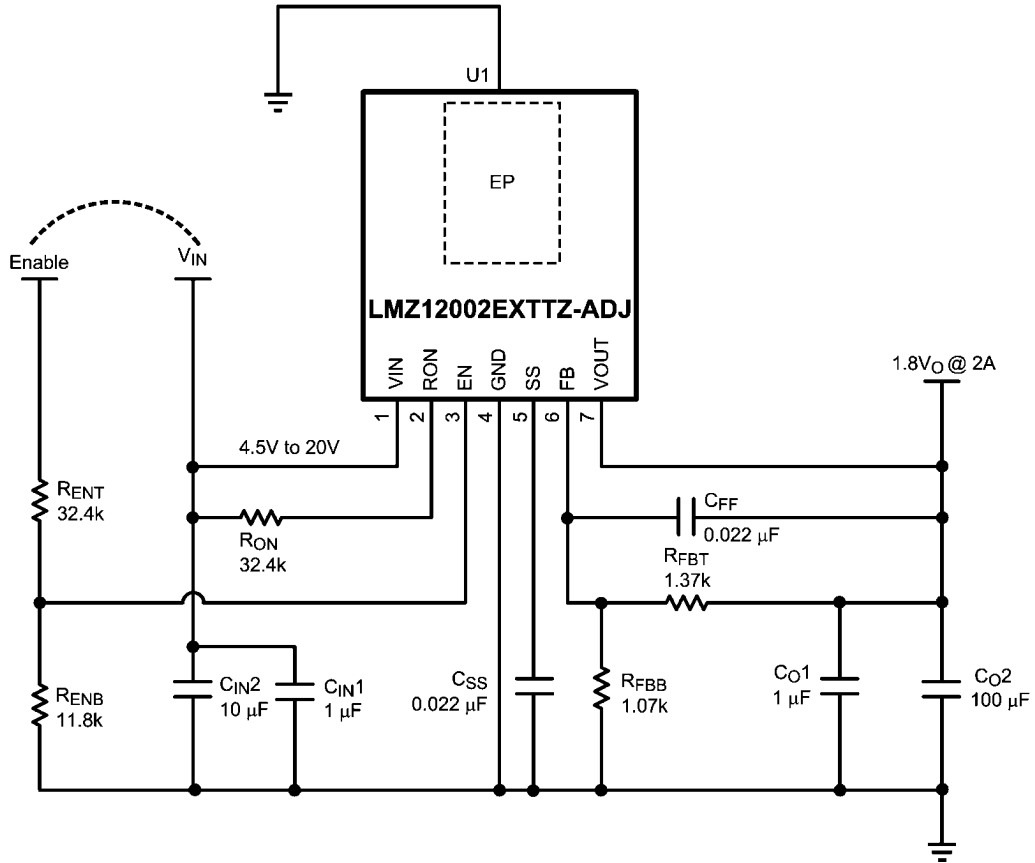 U1
EP
LMZ12002EXTTZ-ADJ
VIN
RON
EN
GND
SS
FB
VOUT
1
2
3
4
5
6
7
Enable
VIN
1.8VO @ 2A
4.5V to 20V
RENT
32.4k
RON
32.4k
CFF
0.022 µF
RFBT
1.37k
RENB
11.8k
CIN2
10 µF
CIN1
1 µF
CSS
0.022 µF
RFBB
1.07k
CO1
1 µF
CO2
100 µF